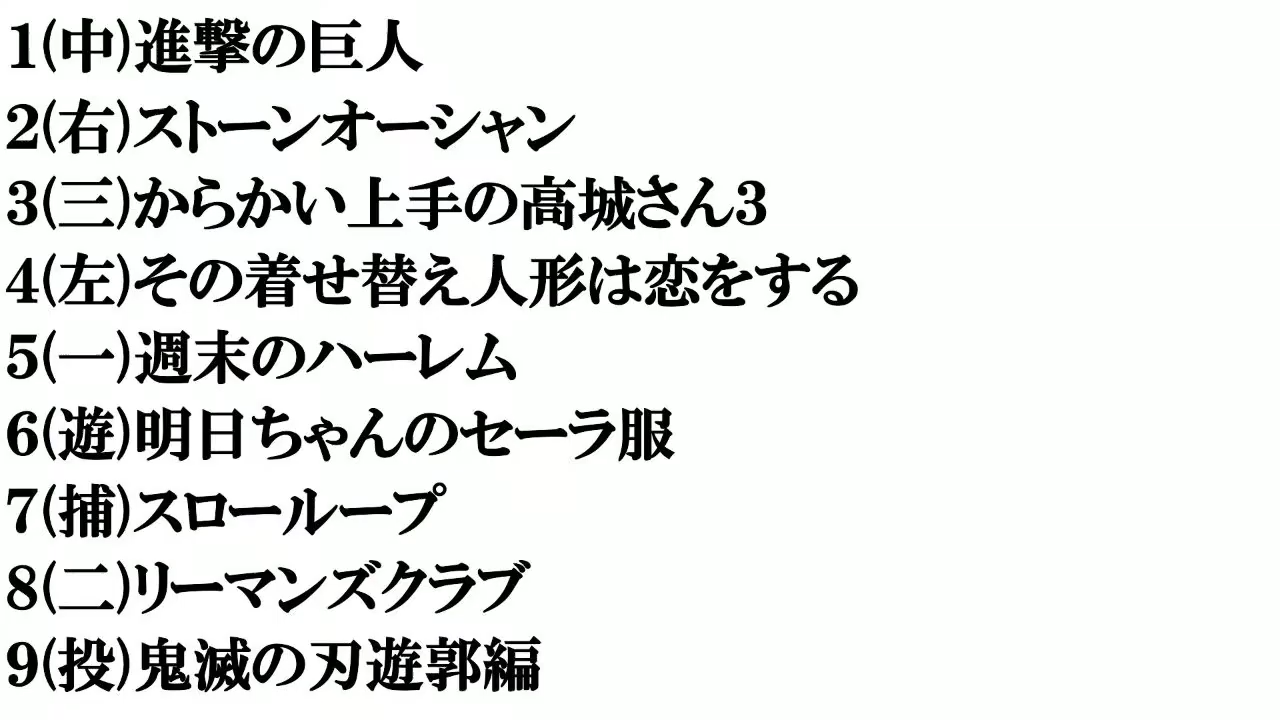 1(中)進撃の巨人
2(右)ストーンオーシャン
3(三)からかい上手の高城さん3
4(左)その着せ替え人形は恋をする
5(一)週末のハーレム
6(遊)明日ちゃんのセーラ服
7(捕)スローループ
8(二)リーマンズクラブ
9(投)鬼滅の刃遊郭編